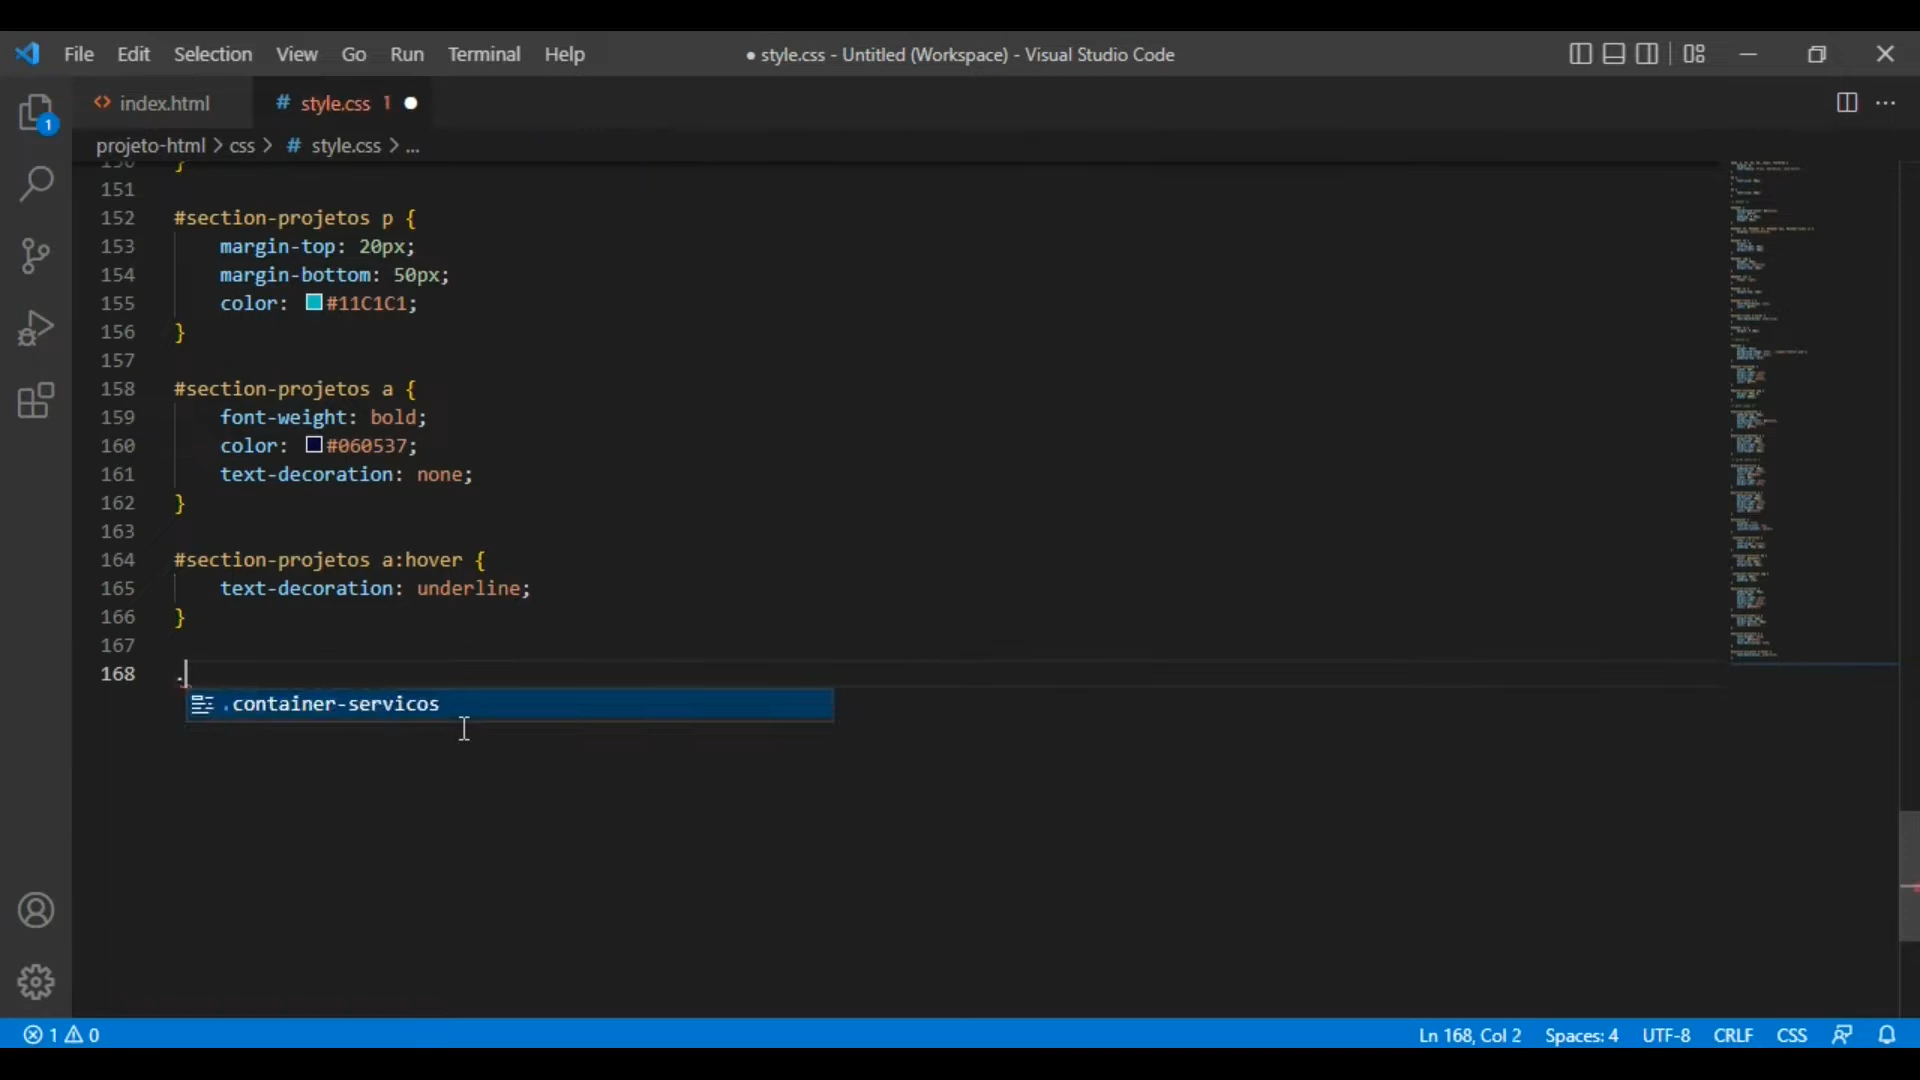 File Edit Selection View Go Run Terminal Help ● style.css - Untitled (Workspace) - Visual Studio Code
<> index.html # style.css 1 ●
projeto-html > css > # style.css > ...
150 }
151
152 #section-projetos p {
153 margin-top: 20px;
154 margin-bottom: 50px;
155 color: #11C1C1;
156 }
157
158 #section-projetos a {
159 font-weight: bold;
160 color: #060537;
161 text-decoration: none;
162 }
163
164 #section-projetos a:hover {
165 text-decoration: underline;
166 }
167
168 .
.container-servicos
1
1 0 Ln 168, Col 2 Spaces: 4 UTF-8 CRLF CSS